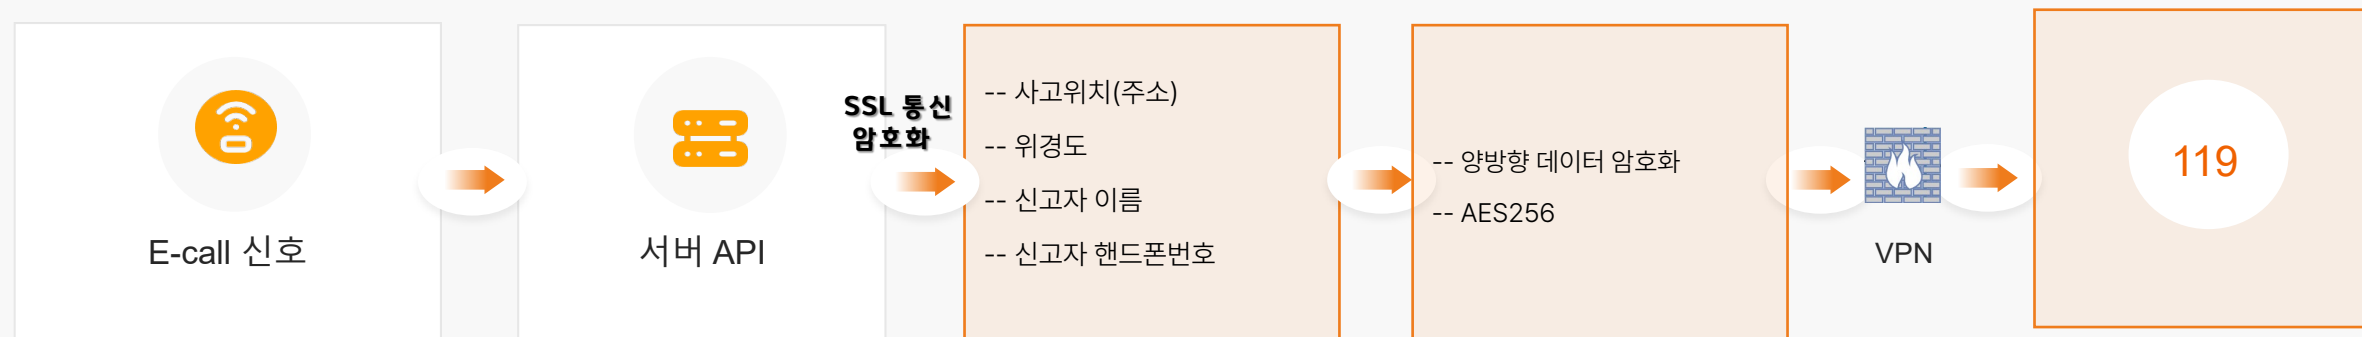 E-call 신호
서버 API
SSL 통신
암호화
-- 사고위치(주소)
-- 위경도
-- 신고자 이름
-- 신고자 핸드폰번호
-- 양방향 데이터 암호화
-- AES256
VPN
119